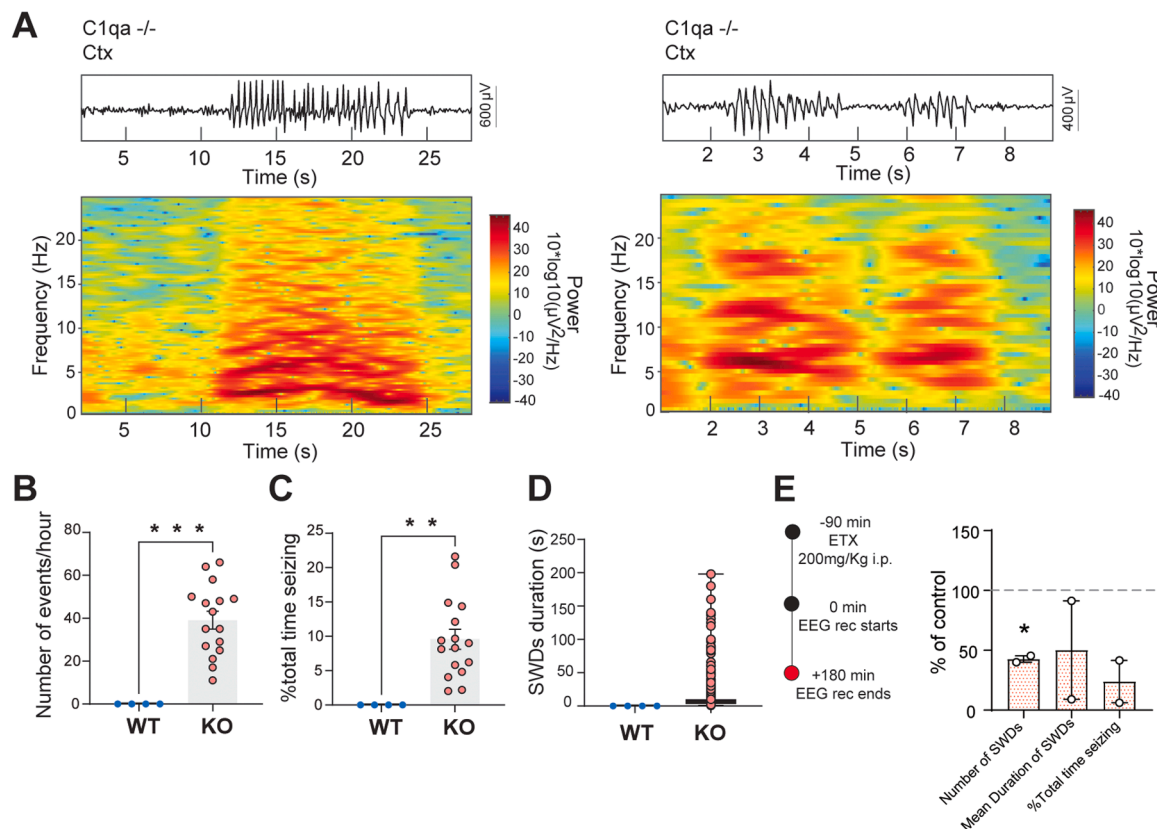 A
C1qa -/-
Ctx
600 µV
5 10 15 20 25
Time (s)
20
15
10
5
0
Frequency (Hz)
5 10 15 20 25
Time (s)
40
30
20
10
0
-10
-20
-30
-40
Power
10*log10(µV²/Hz)
C1qa -/-
Ctx
400 µV
2 3 4 5 6 7 8
Time (s)
20
15
10
5
0
Frequency (Hz)
2 3 4 5 6 7 8
Time (s)
40
30
20
10
0
-10
-20
-30
-40
Power
10*log10(µV²/Hz)
B
Number of events/hour
80
60
40
20
0
* * *
WT KO
C
%total time seizing
25
20
15
10
5
0
* *
WT KO
D
SWDs duration (s)
250
200
150
100
50
0
WT KO
E
-90 min
ETX
200mg/Kg i.p.
0 min
EEG rec starts
+180 min
EEG rec ends
% of control
150
100
50
0
*
Number of SWDs
Mean Duration of SWDs
%Total time seizing